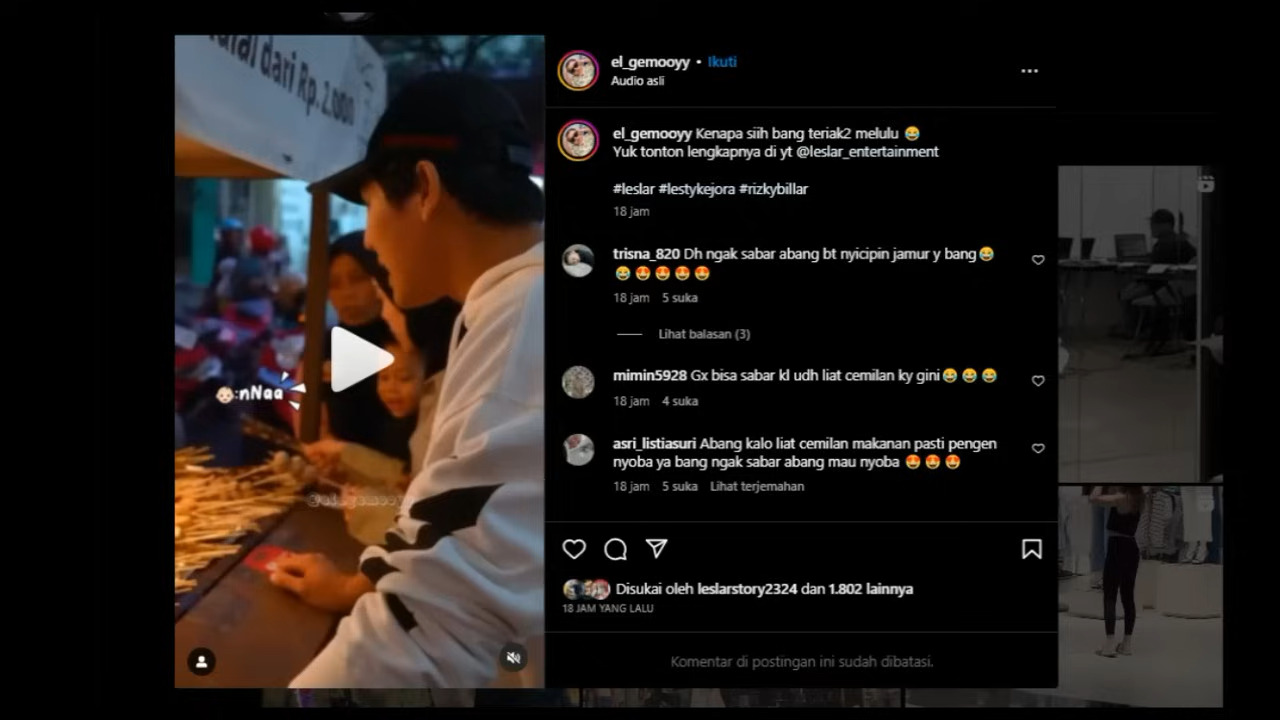 dari Rp. 2.000
:nNaa
el_gemooyy • Ikuti
Audio asli
el_gemooyy Kenapa siih bang teriak2 melulu 😂
Yuk tonton lengkapnya di yt @leslar_entertainment
#leslar #lestykejora #rizkybillar
18 jam
trisna_820 Dh ngak sabar abang bt nyicipin jamur y bang😂
😂😍😍😍😍
18 jam 5 suka
Lihat balasan (3)
mimin5928 Gx bisa sabar kl udh liat cemilan ky gini😂😂😂
18 jam 4 suka
asri_listiasuri Abang kalo liat cemilan makanan pasti pengen
nyoba ya bang ngak sabar abang mau nyoba 😍😍😍
18 jam 5 suka Lihat terjemahan
Disukai oleh leslarstory2324 dan 1.802 lainnya
18 JAM YANG LALU
Komentar di postingan ini sudah dibatasi.